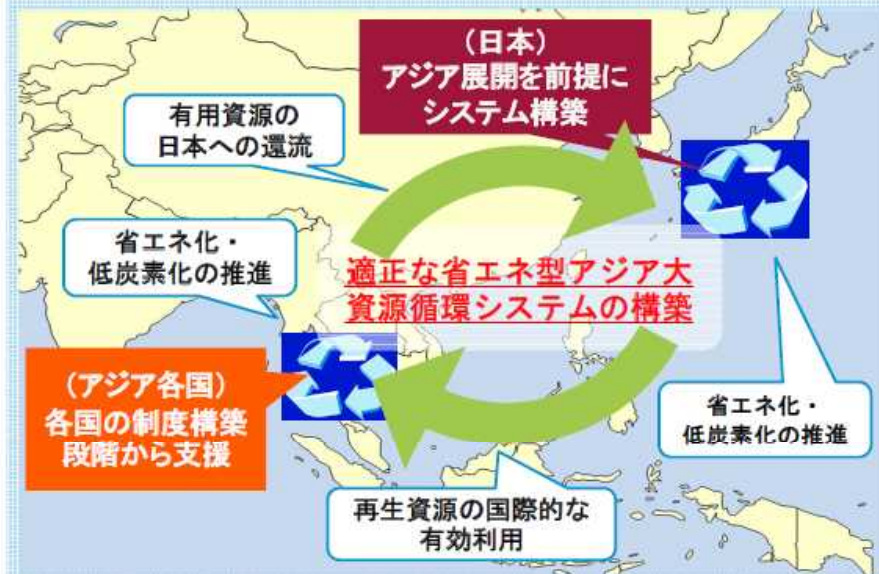 （日本）
アジア展開を前提に
システム構築
有用資源の
日本への還流
省エネ化・
低炭素化の推進
適正な省エネ型アジア大
資源循環システムの構築
（アジア各国）
各国の制度構築
段階から支援
省エネ化・
低炭素化の推進
再生資源の国際的な
有効利用